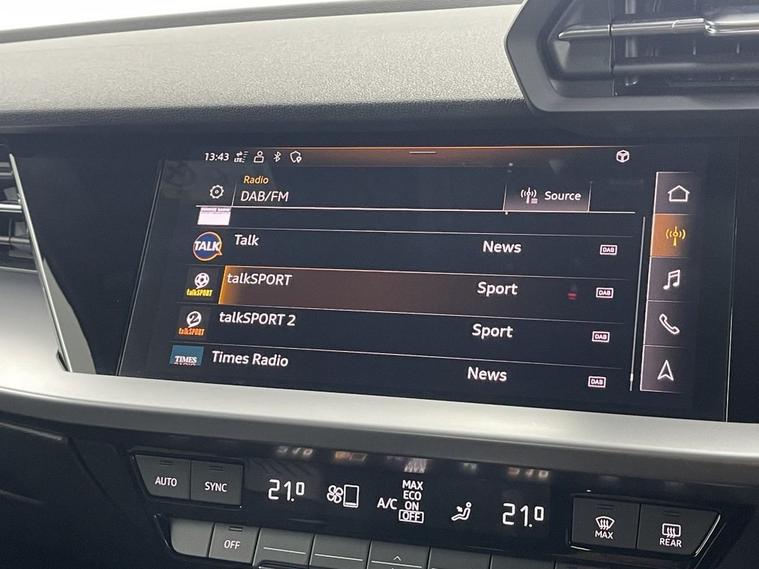 13:43
Radio
DAB/FM
Source
TALK
Talk
News
DAB
talkSPORT
talkSPORT
Sport
DAB
talkSPORT
talkSPORT 2
Sport
DAB
TIMES
Times Radio
News
DAB
AUTO
SYNC
21.0
A/C
MAX
ECO
ON
OFF
21.0
MAX
REAR
OFF